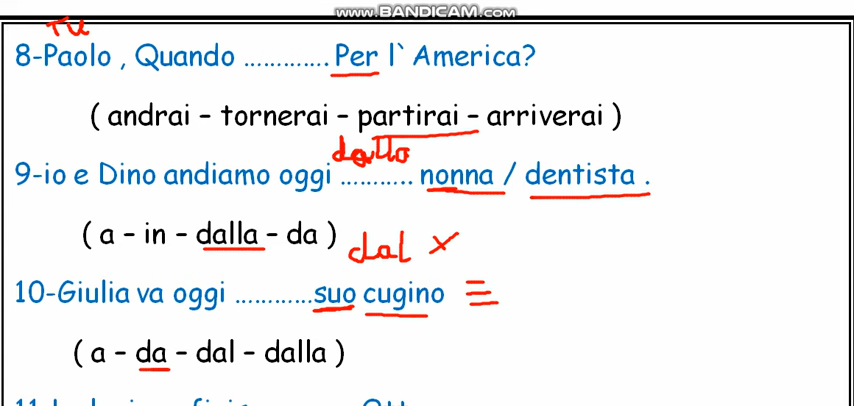 www.BANDICAM.com
Tu
8-Paolo , Quando ............. Per l` America?
( andrai - tornerai - partirai - arriverai )
dalla
9-io e Dino andiamo oggi ........... nonna / dentista .
( a - in - dalla - da )
dal x
10-Giulia va oggi ............suo cugino
( a - da - dal - dalla )